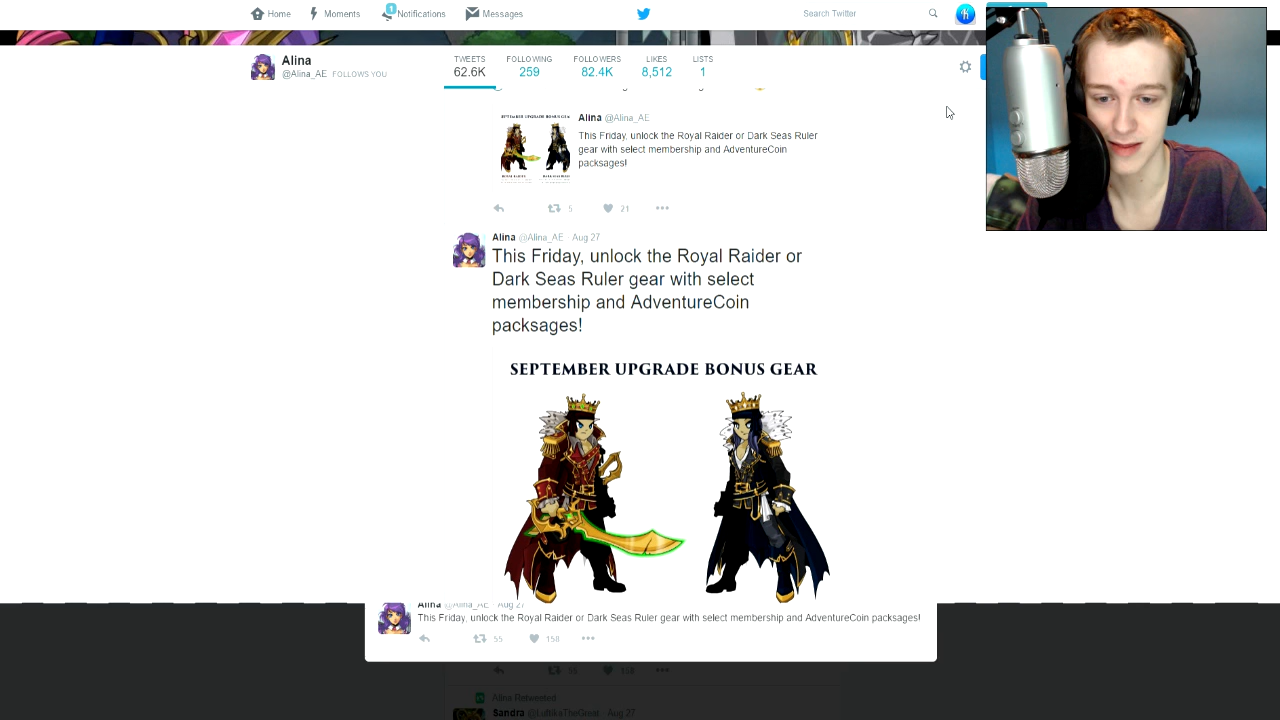 Home Moments 1 Notifications Messages Search Twitter
Alina
@Alina_AE FOLLOWS YOU
TWEETS FOLLOWING FOLLOWERS LIKES LISTS
62.6K 259 82.4K 8,512 1
Alina @Alina_AE
This Friday, unlock the Royal Raider or Dark Seas Ruler
gear with select membership and AdventureCoin
packsages!
SEPTEMBER UPGRADE BONUS GEAR
5 21
Alina @Alina_AE · Aug 27
This Friday, unlock the Royal Raider or
Dark Seas Ruler gear with select
membership and AdventureCoin
packsages!
SEPTEMBER UPGRADE BONUS GEAR
Alina @Alina_AE · Aug 27
This Friday, unlock the Royal Raider or Dark Seas Ruler gear with select membership and AdventureCoin packsages!
55 158
Alina Retweeted
Sandra Aug 27